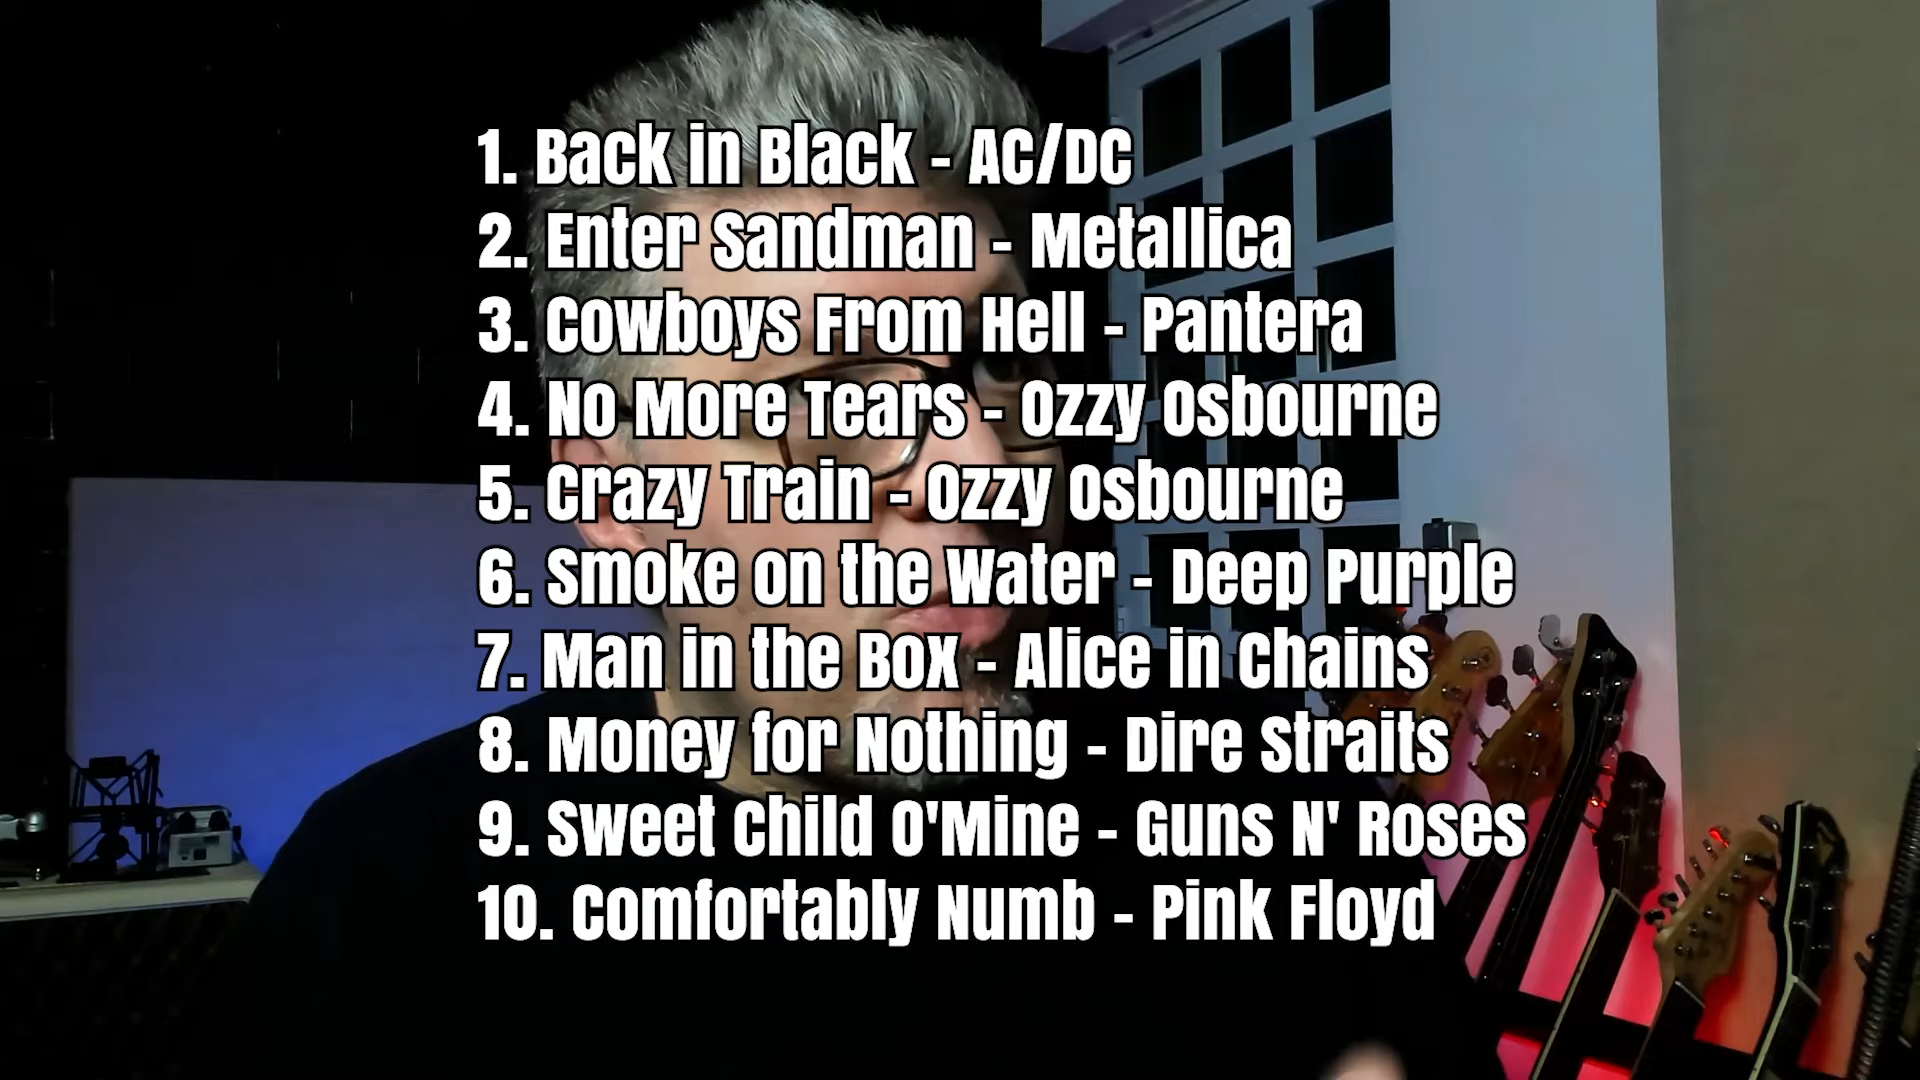 1. Back in Black - AC/DC
2. Enter Sandman - Metallica
3. Cowboys From Hell - Pantera
4. No More Tears - Ozzy Osbourne
5. Crazy Train - Ozzy Osbourne
6. Smoke on the Water - Deep Purple
7. Man in the Box - Alice in Chains
8. Money for Nothing - Dire Straits
9. Sweet Child O'Mine - Guns N' Roses
10. Comfortably Numb - Pink Floyd